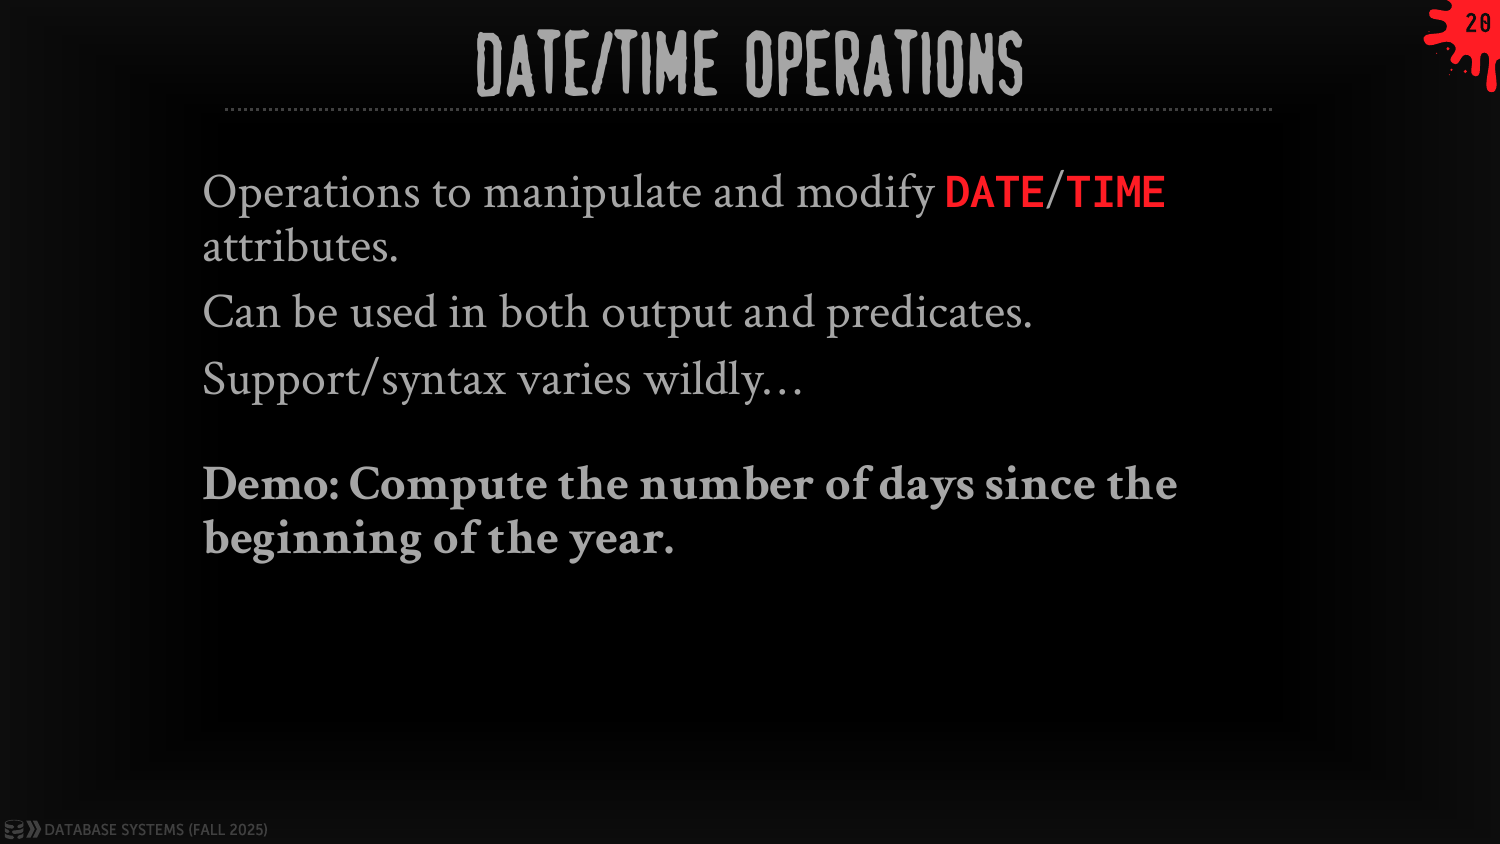 DATE/TIME OPERATIONS
20
Operations to manipulate and modify DATE/TIME
attributes.
Can be used in both output and predicates.
Support/syntax varies wildly…
Demo: Compute the number of days since the
beginning of the year.
DATABASE SYSTEMS (FALL 2025)